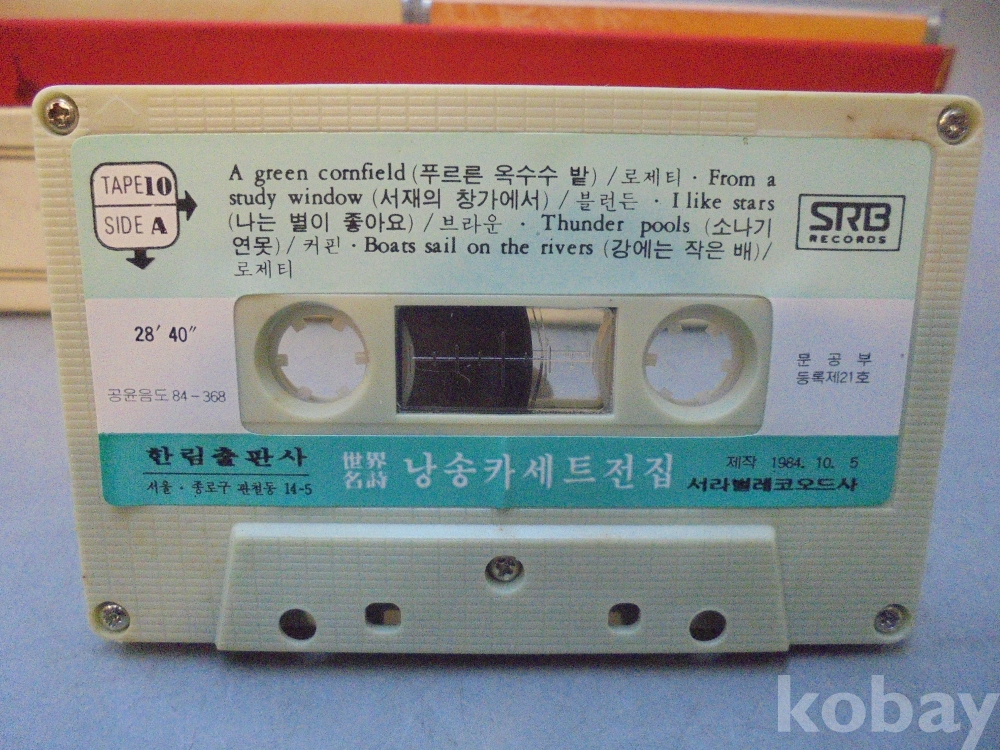 TAPE10
SIDE A
A green cornfield (푸르른 옥수수 밭) /로제티 · From a
study window (서재의 창가에서) / 블런든 · I like stars
(나는 별이 좋아요) /브라운 · Thunder pools (소나기
연못)/ 커핀 · Boats sail on the rivers (강에는 작은 배)/
로제티
SRB
RECORDS
28′ 40″
공윤음도 84-368
문공부
등록제21호
한림출판사
서울·종로구 관철동 14-5
世界
名詩
낭송카세트전집
제작 1984. 10. 5
서라벌레코오드사
kobay